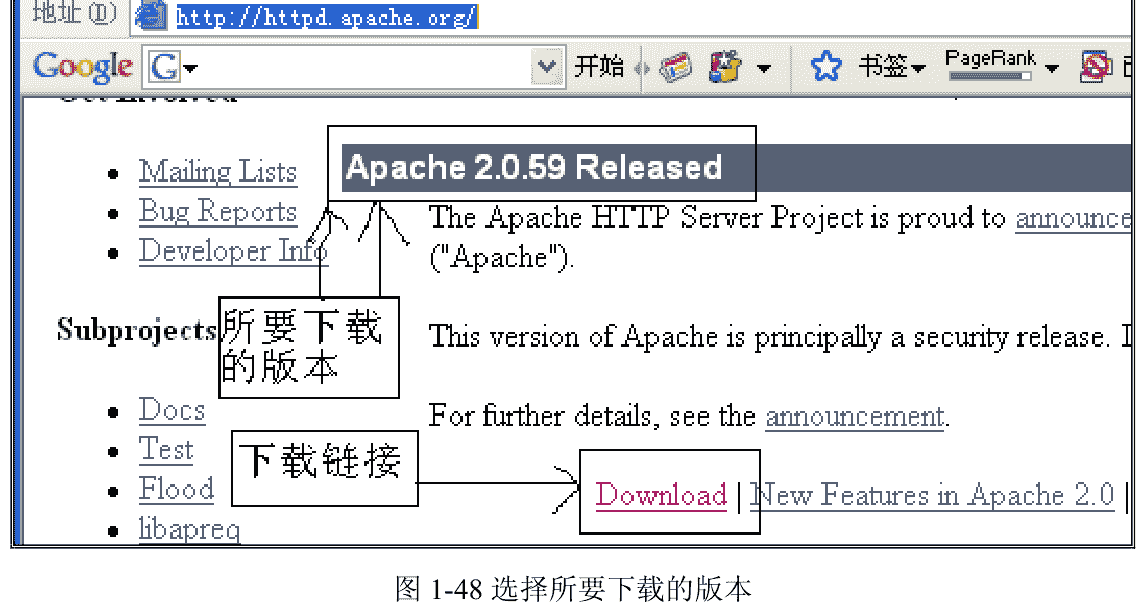 地址(D) http://httpd.apache.org/
Google G 开始 书签 PageRank
Mailing Lists
Bug Reports
Developer Info
Apache 2.0.59 Released
The Apache HTTP Server Project is proud to announce
("Apache").
所要下载
的版本
Subprojects
This version of Apache is principally a security release.
Docs
Test
Flood
libapreq
For further details, see the announcement.
下载链接
Download | New Features in Apache 2.0 |
图 1-48 选择所要下载的版本